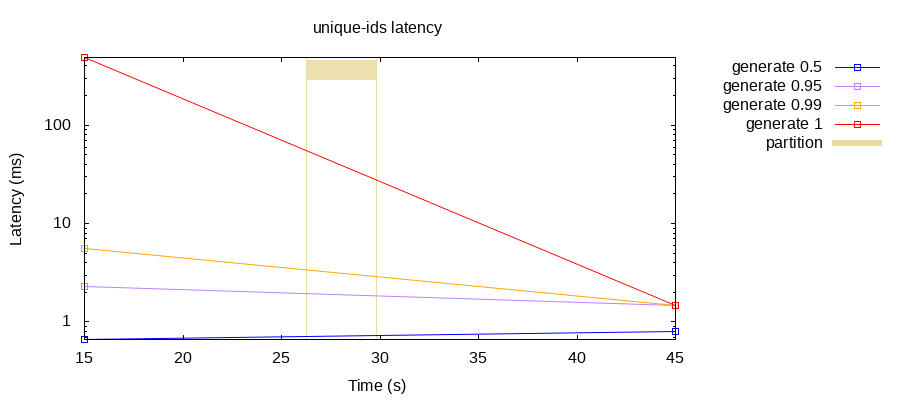 unique-ids latency
generate 0.5
generate 0.95
generate 0.99
generate 1
partition
Latency (ms)
100
10
1
15 20 25 30 35 40 45
Time (s)